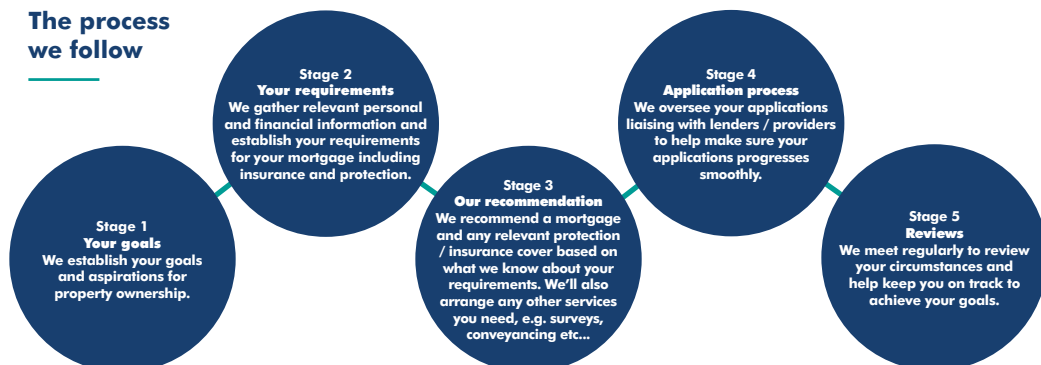 The process
we follow
Stage 1
Your goals
We establish your goals
and aspirations for
property ownership.
Stage 2
Your requirements
We gather relevant personal
and financial information and
establish your requirements
for your mortgage including
insurance and protection.
Stage 3
Our recommendation
We recommend a mortgage
and any relevant protection
/ insurance cover based on
what we know about your
requirements. We’ll also
arrange any other services
you need, e.g. surveys,
conveyancing etc...
Stage 4
Application process
We oversee your applications
liaising with lenders / providers
to help make sure your
applications progresses
smoothly.
Stage 5
Reviews
We meet regularly to review
your circumstances and
help keep you on track to
achieve your goals.